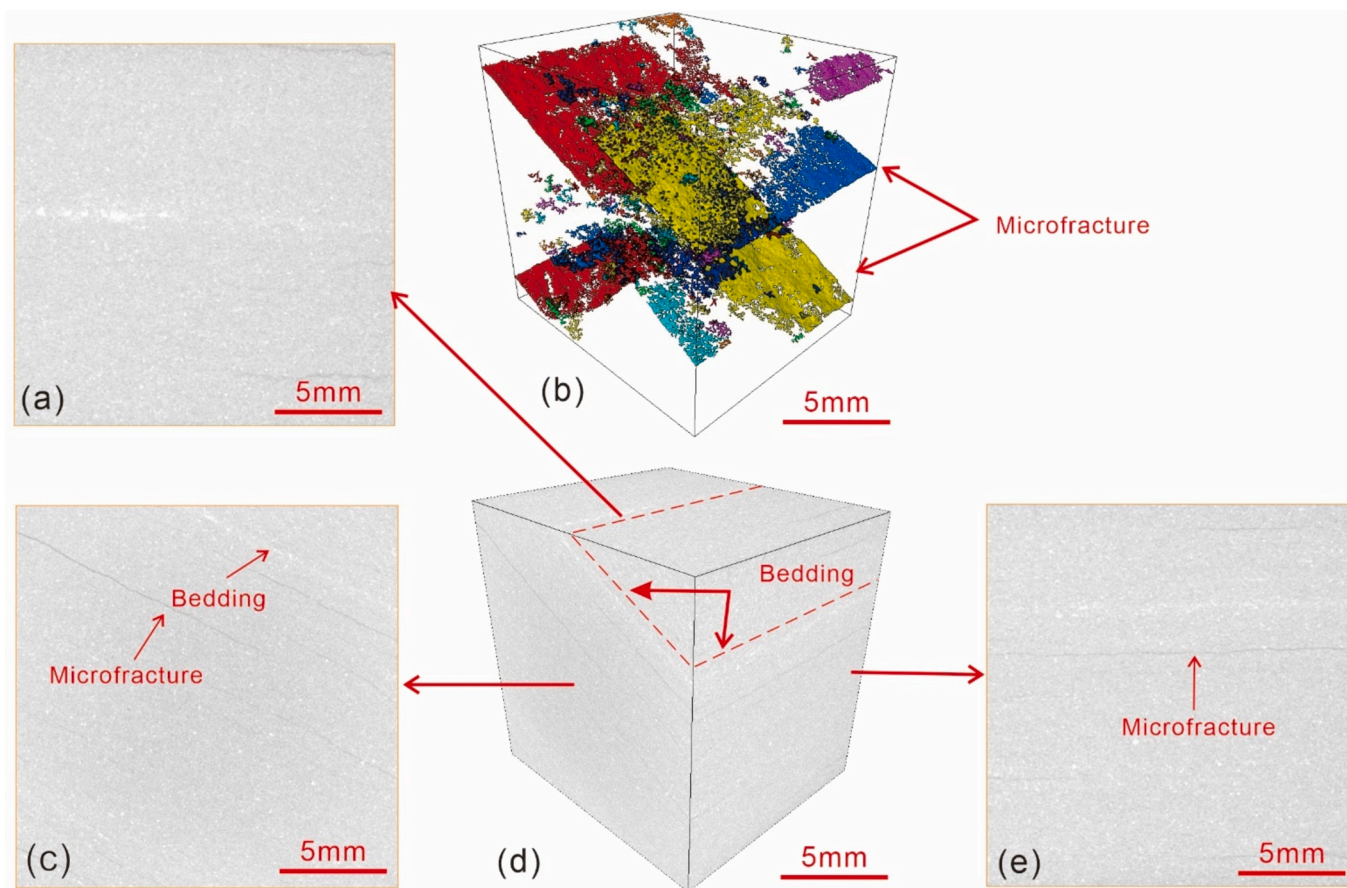 (a)
5mm
(b)
5mm
Microfracture
Bedding
Microfracture
(c)
5mm
Bedding
(d)
5mm
Microfracture
(e)
5mm